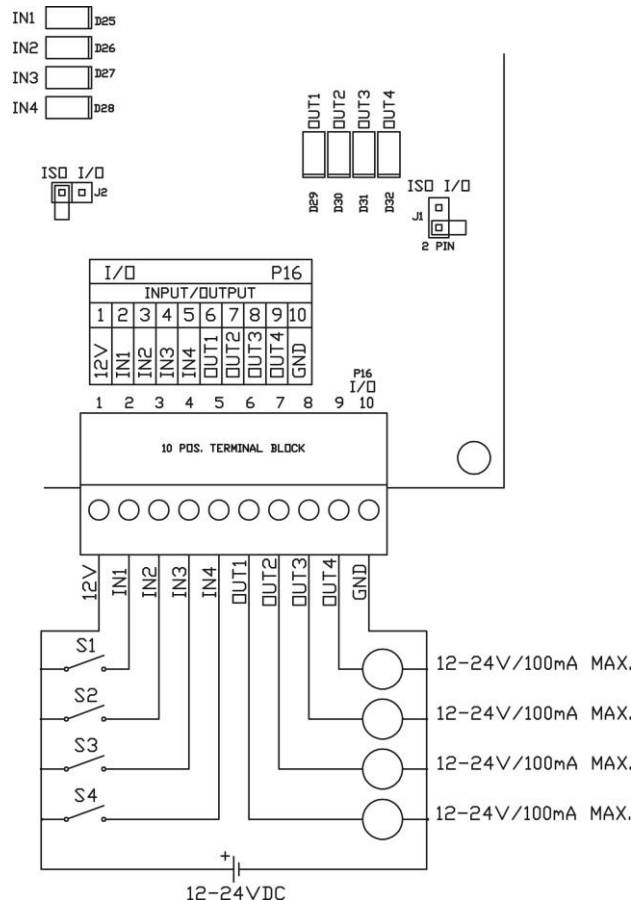 IN1 D25
IN2 D26
IN3 D27
IN4 D28
OUT1 OUT2 OUT3 OUT4
D29 D30 D31 D32
ISO I/O
J2
ISO I/O
J1
2 PIN
I/O P16
INPUT/OUTPUT
1 2 3 4 5 6 7 8 9 10
12V IN1 IN2 IN3 IN4 OUT1 OUT2 OUT3 OUT4 GND
P16
I/O
1 2 3 4 5 6 7 8 9 10
10 POS. TERMINAL BLOCK
12V IN1 IN2 IN3 IN4 OUT1 OUT2 OUT3 OUT4 GND
S1 12-24V/100mA MAX.
S2 12-24V/100mA MAX.
S3 12-24V/100mA MAX.
S4 12-24V/100mA MAX.
+
12-24VDC